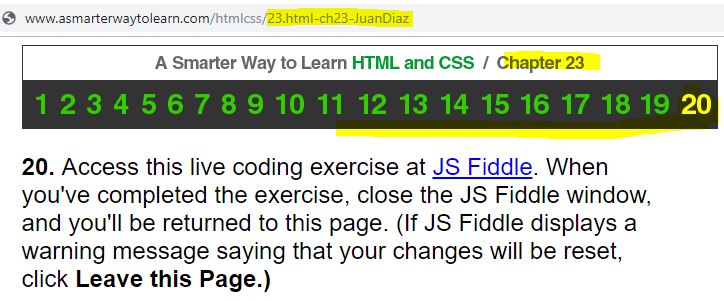 www.asmarterwaytolearn.com/htmlcss/23.html-ch23-JuanDiaz
A Smarter Way to Learn HTML and CSS / Chapter 23
1 2 3 4 5 6 7 8 9 10 11 12 13 14 15 16 17 18 19 20
20. Access this live coding exercise at JS Fiddle. When
you've completed the exercise, close the JS Fiddle window,
and you'll be returned to this page. (If JS Fiddle displays a
warning message saying that your changes will be reset,
click Leave this Page.)